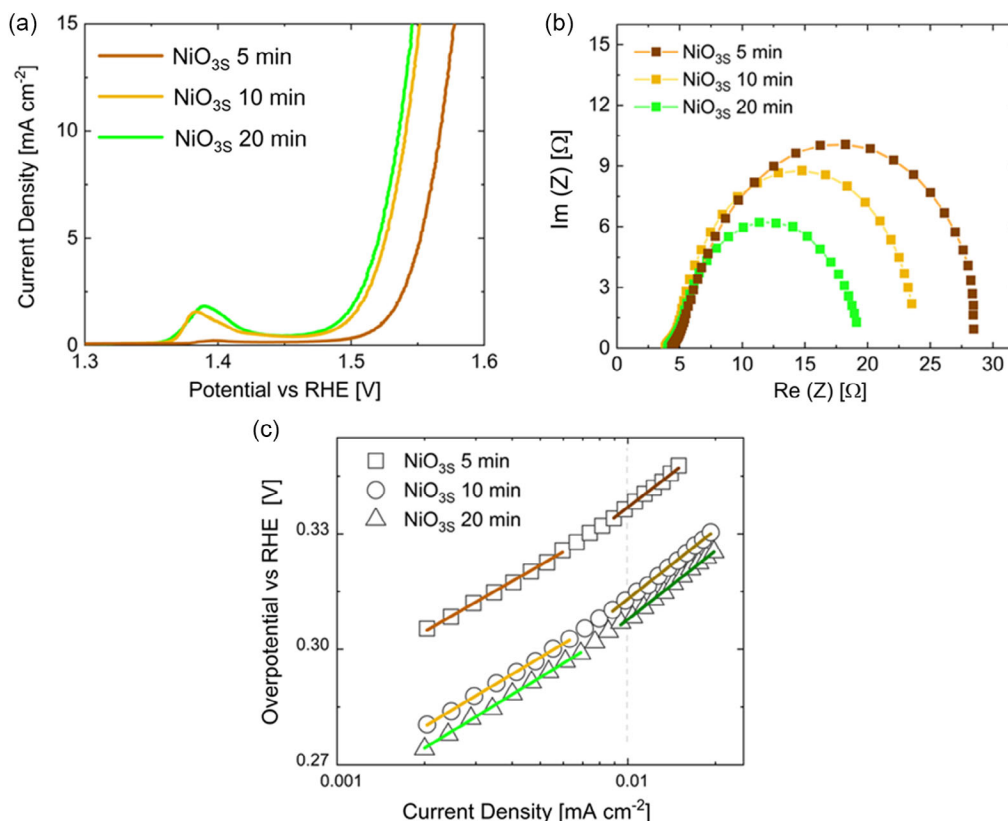 (a)
15
10
5
0
1.3
1.4
1.5
1.6
Current Density [mA cm⁻²]
Potential vs RHE [V]
NiO₃ₛ 5 min
NiO₃ₛ 10 min
NiO₃ₛ 20 min
(b)
15
12
9
6
3
0
0
5
10
15
20
25
30
Im (Z) [Ω]
Re (Z) [Ω]
NiO₃ₛ 5 min
NiO₃ₛ 10 min
NiO₃ₛ 20 min
(c)
0.33
0.30
0.27
0.001
0.01
Overpotential vs RHE [V]
Current Density [mA cm⁻²]
NiO₃ₛ 5 min
NiO₃ₛ 10 min
NiO₃ₛ 20 min